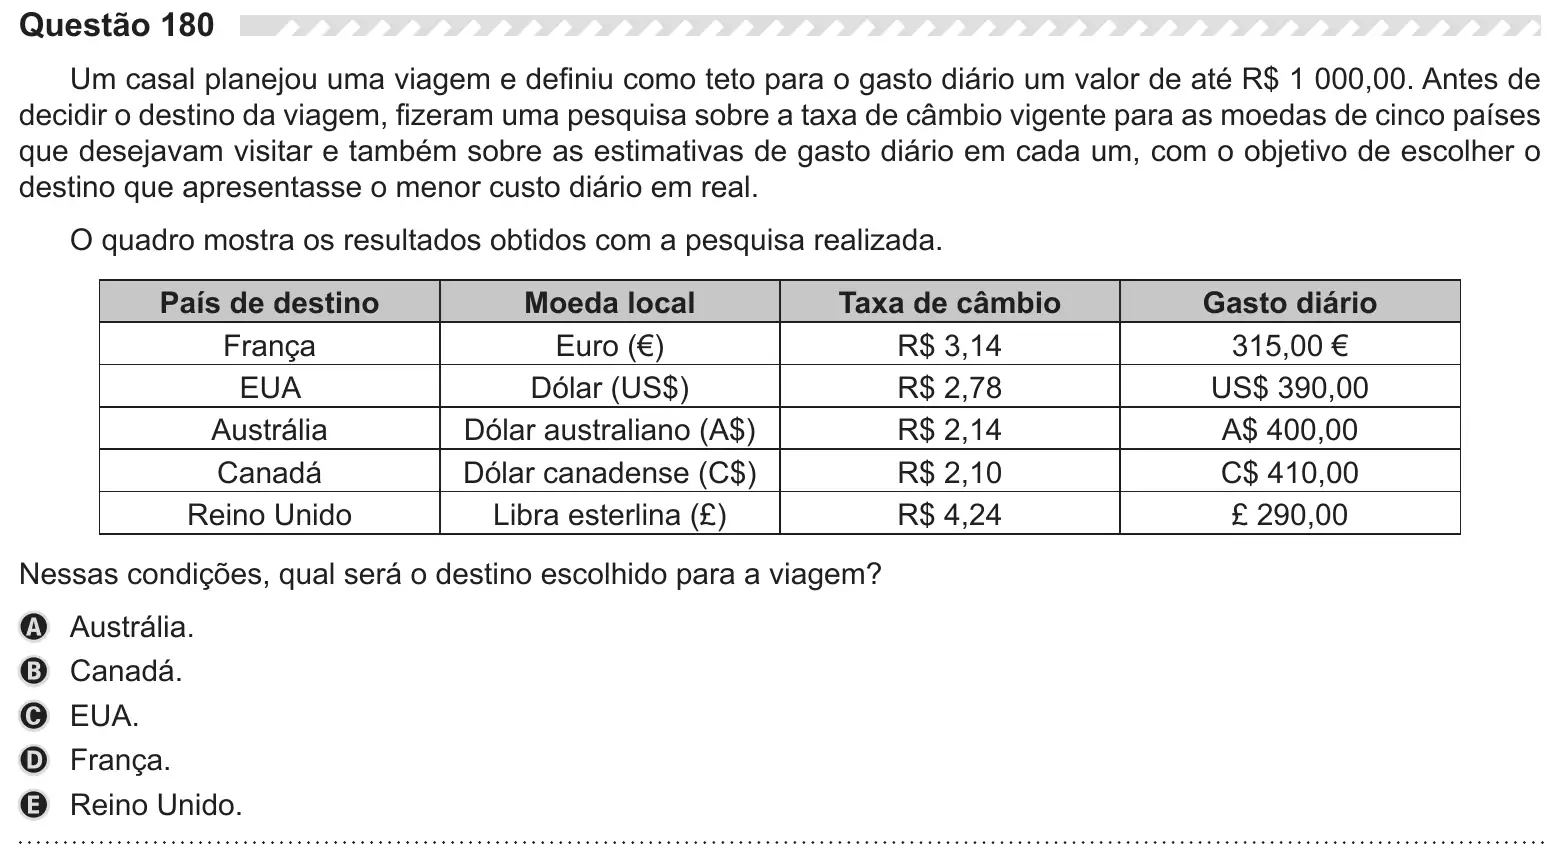 Questão 180
Um casal planejou uma viagem e definiu como teto para o gasto diário um valor de até R$ 1 000,00. Antes de
decidir o destino da viagem, fizeram uma pesquisa sobre a taxa de câmbio vigente para as moedas de cinco países
que desejavam visitar e também sobre as estimativas de gasto diário em cada um, com o objetivo de escolher o
destino que apresentasse o menor custo diário em real.
O quadro mostra os resultados obtidos com a pesquisa realizada.
País de destino Moeda local Taxa de câmbio Gasto diário
França Euro (€) R$ 3,14 315,00 €
EUA Dólar (US$) R$ 2,78 US$ 390,00
Austrália Dólar australiano (A$) R$ 2,14 A$ 400,00
Canadá Dólar canadense (C$) R$ 2,10 C$ 410,00
Reino Unido Libra esterlina (£) R$ 4,24 £ 290,00
Nessas condições, qual será o destino escolhido para a viagem?
A Austrália.
B Canadá.
C EUA.
D França.
E Reino Unido.